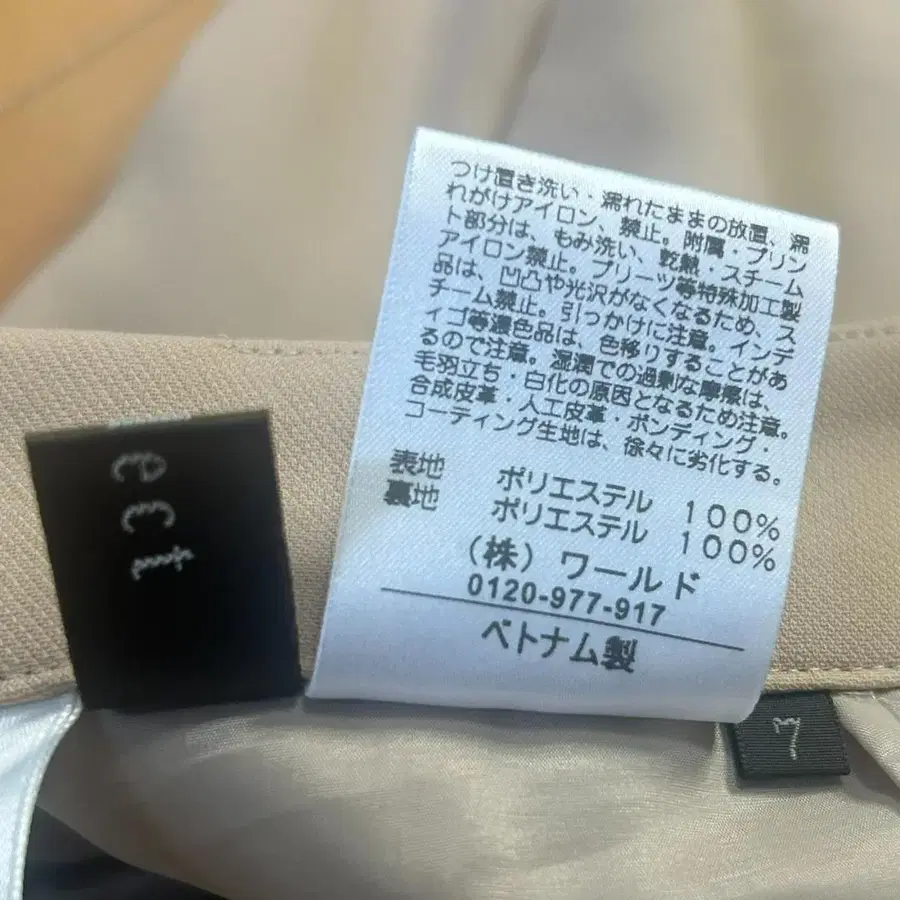 つけ置き洗い・濡れたままの放置、濡
れがけアイロン、禁止。附属・プリン
ト部分は、もみ洗い、乾熱・スチーム
アイロン禁止。プリーツ等特殊加工製
品は、凹凸や光沢がなくなるため、ス
チーム禁止。引っかけに注意。インデ
ィゴ等濃色品は、色移りすることがあ
るので注意。湿潤での過剰な摩擦は、
毛羽立ち・白化の原因となるため注意。
合成皮革・人工皮革・ボンディング・
コーティング生地は、徐々に劣化する。
表地 ポリエステル 100%
裏地 ポリエステル 100%
(株) ワールド
0120-977-917
ベトナム製
7